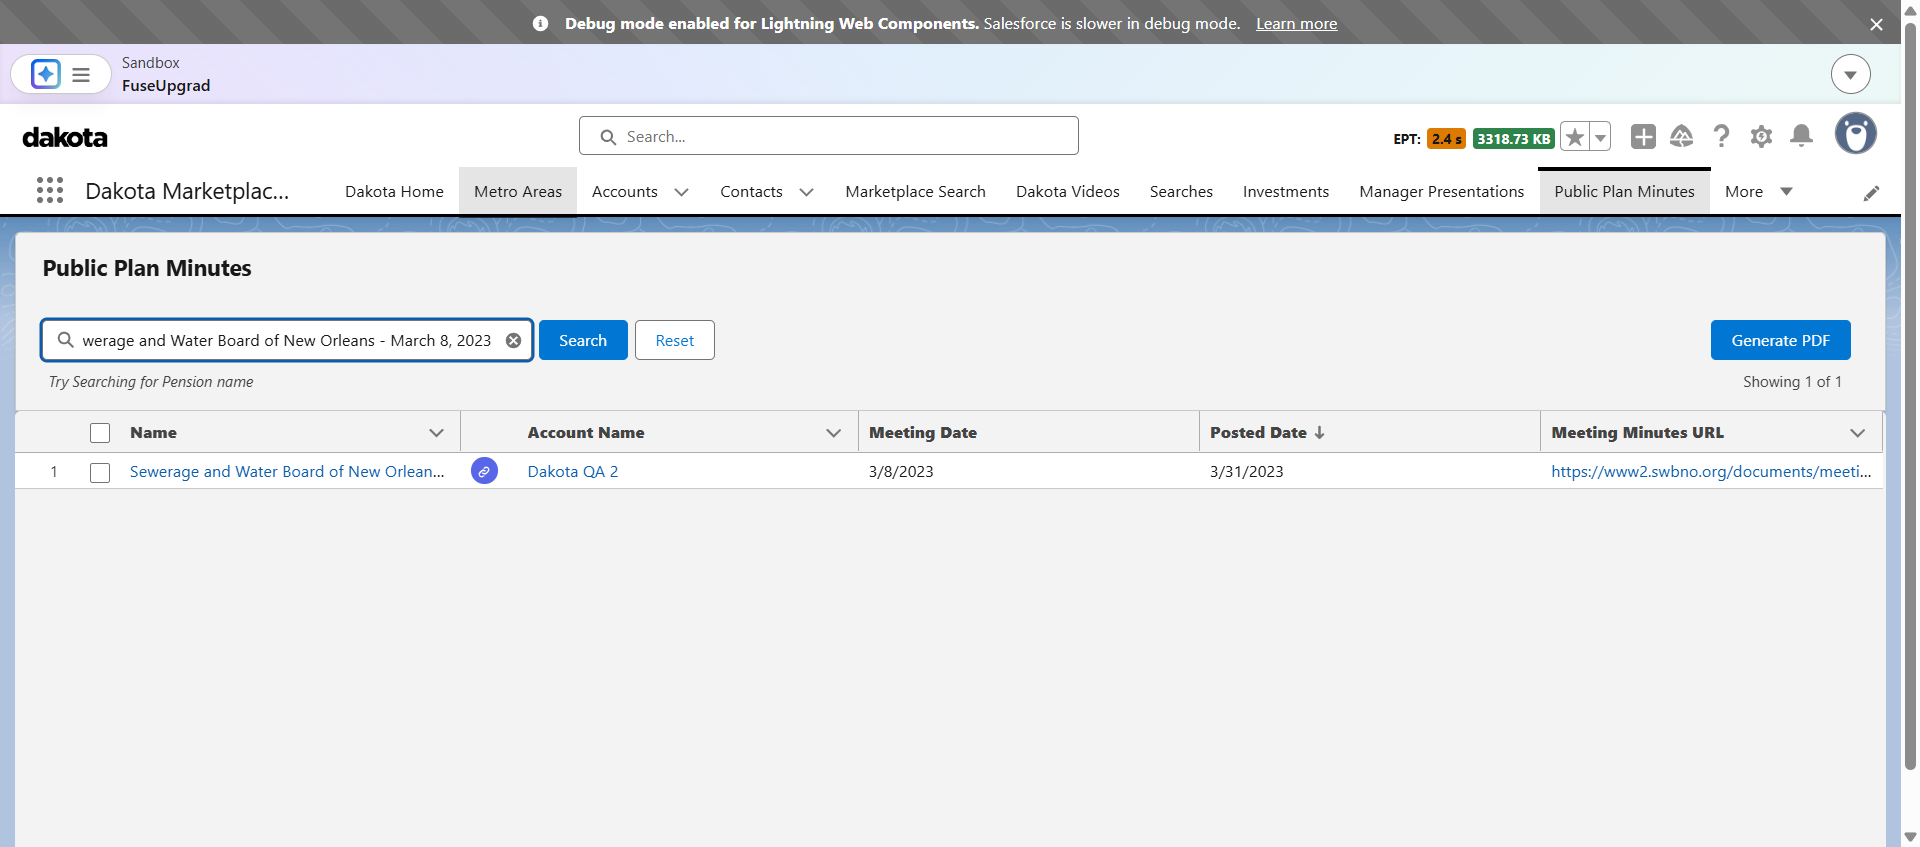 Debug mode enabled for Lightning Web Components. Salesforce is slower in debug mode. Learn more
Sandbox
FuseUpgrad
dakota
Search...
EPT: 2.4 s 3318.73 KB
Dakota Marketplac...
Dakota Home
Metro Areas
Accounts
Contacts
Marketplace Search
Dakota Videos
Searches
Investments
Manager Presentations
Public Plan Minutes
More
Public Plan Minutes
werage and Water Board of New Orleans - March 8, 2023
Search
Reset
Generate PDF
Try Searching for Pension name
Showing 1 of 1
Name
Account Name
Meeting Date
Posted Date
Meeting Minutes URL
1
Sewerage and Water Board of New Orlean...
Dakota QA 2
3/8/2023
3/31/2023
https://www2.swbno.org/documents/meeti...